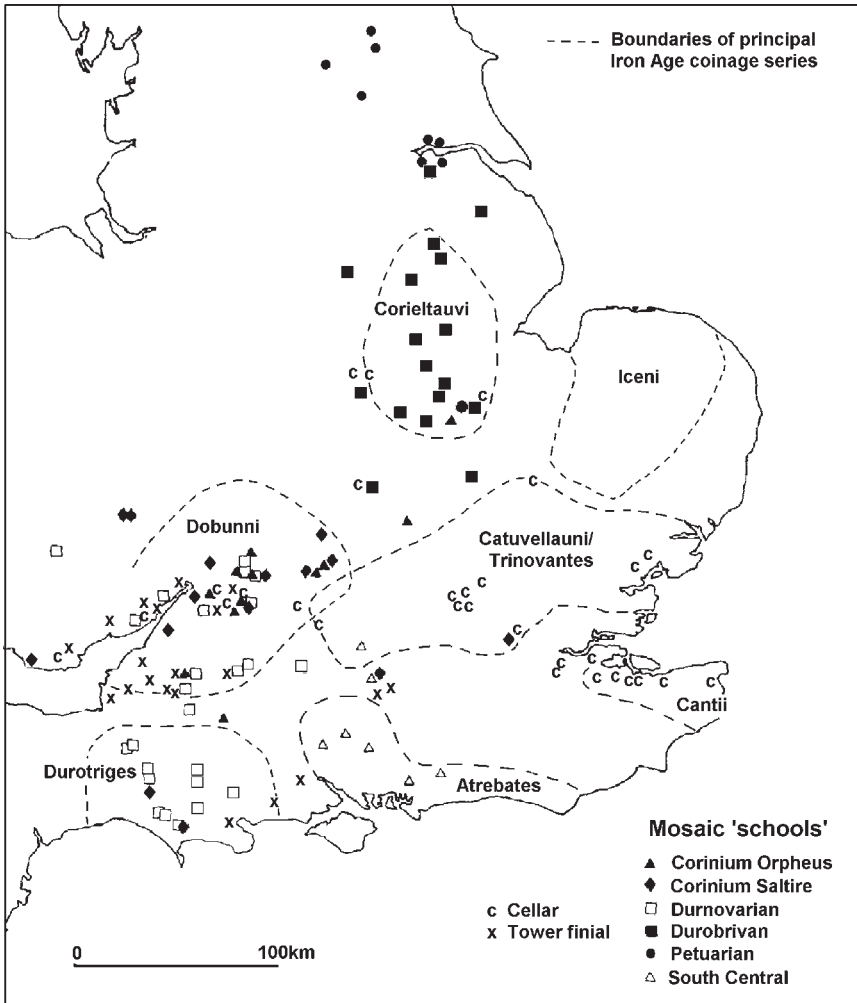 Boundaries of principal
Iron Age coinage series
Corieltauvi
c c
c
Iceni
c
c
Dobunni
Catuvellauni/
Trinovantes
Cantii
Durotriges
Atrebates
Mosaic 'schools'
Corinium Orpheus
Corinium Saltire
c Cellar
Durnovarian
x Tower finial
Durobrivan
Petuarian
South Central
0 100km